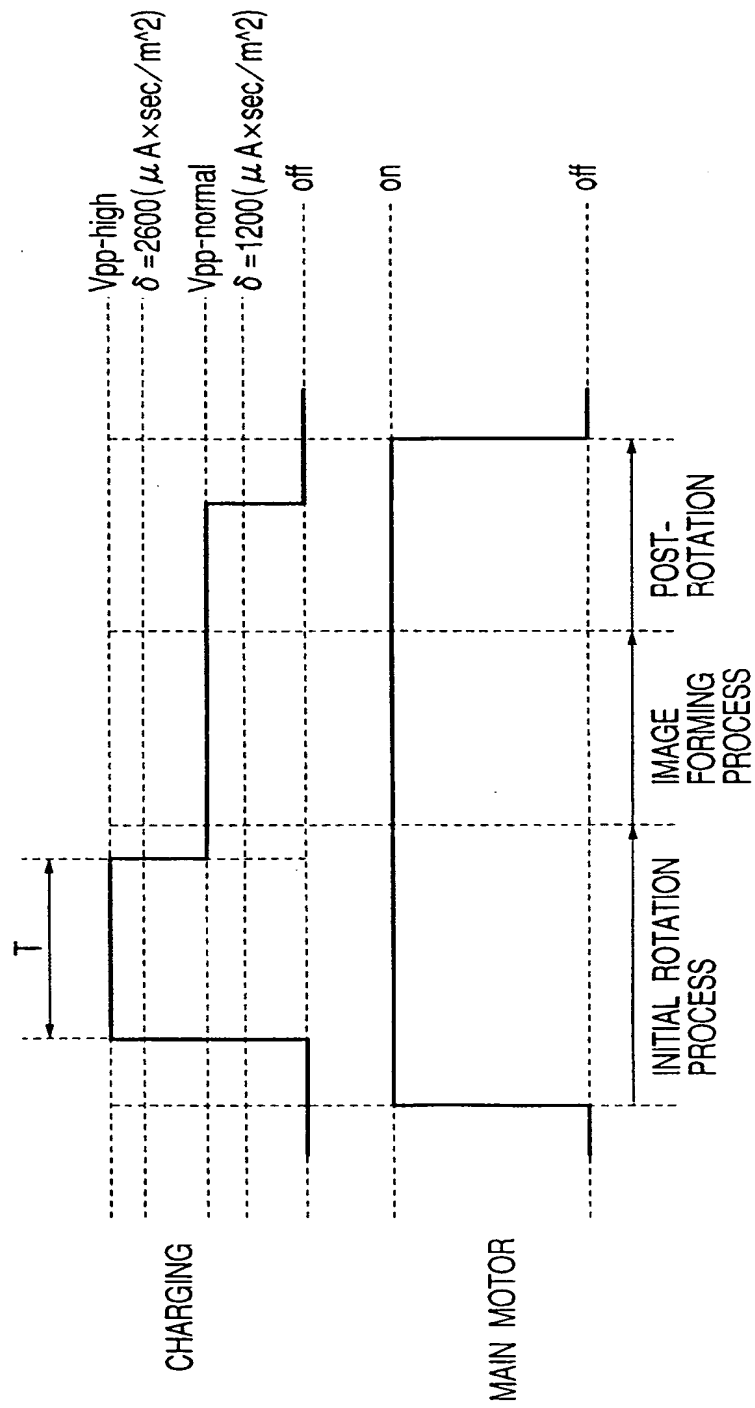 T
Vpp-high
δ=2600(μA×sec/m^2)
Vpp-normal
δ=1200(μA×sec/m^2)
off
CHARGING
on
off
MAIN MOTOR
INITIAL ROTATION
PROCESS
IMAGE
FORMING
PROCESS
POST-
ROTATION